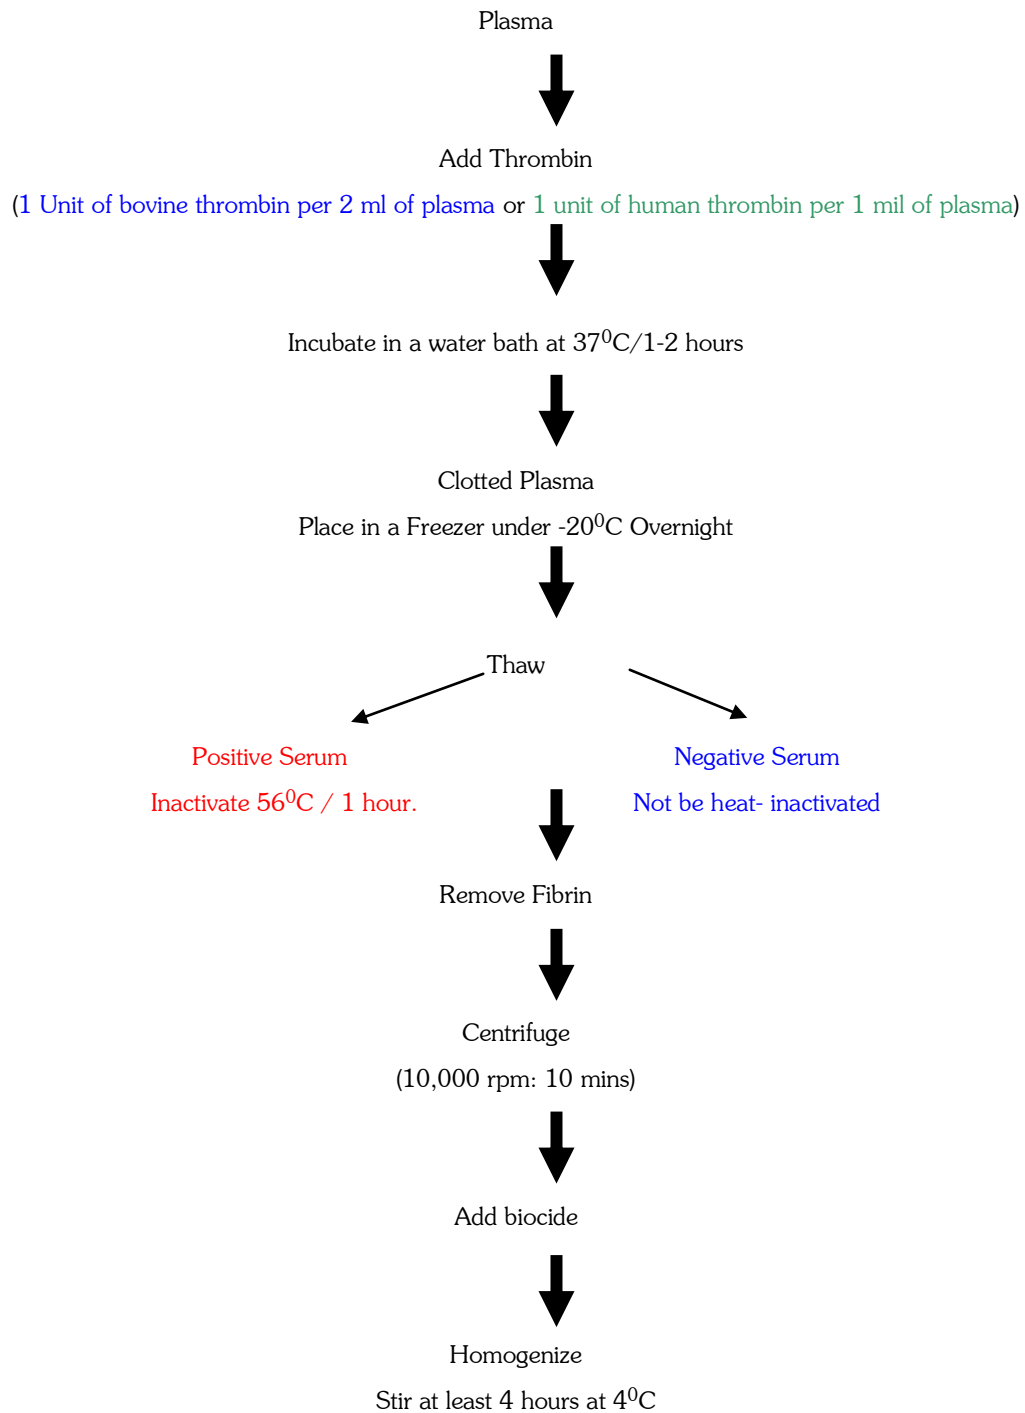 Plasma
Add Thrombin
(1 Unit of bovine thrombin per 2 ml of plasma or 1 unit of human thrombin per 1 mil of plasma)
Incubate in a water bath at 37⁰C/1-2 hours
Clotted Plasma
Place in a Freezer under -20⁰C Overnight
Thaw
Positive Serum
Inactivate 56⁰C / 1 hour.
Negative Serum
Not be heat- inactivated
Remove Fibrin
Centrifuge
(10,000 rpm: 10 mins)
Add biocide
Homogenize
Stir at least 4 hours at 4⁰C